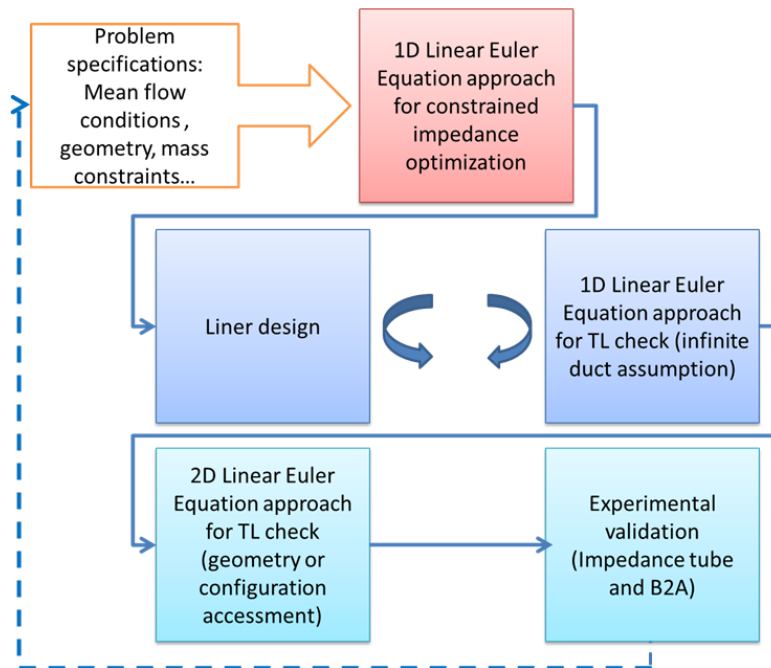 Problem
specifications:
Mean flow
conditions ,
geometry, mass
constraints…
1D Linear Euler
Equation approach
for constrained
impedance
optimization
Liner design
1D Linear Euler
Equation approach
for TL check (infinite
duct assumption)
2D Linear Euler
Equation approach
for TL check
(geometry or
configuration
accessment)
Experimental
validation
(Impedance tube
and B2A)